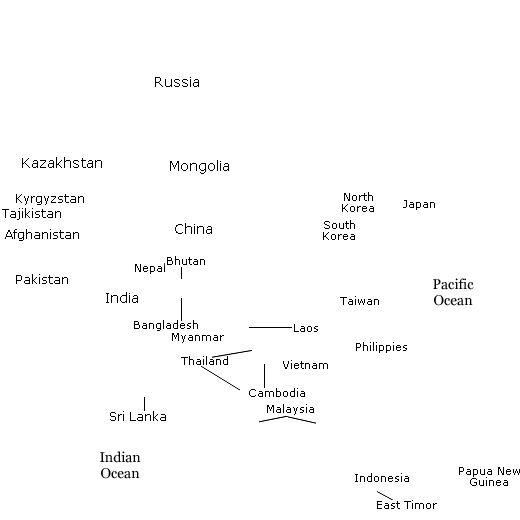 Russia
Kazakhstan
Mongolia
Kyrgyzstan
North
Korea
Japan
Tajikistan
Afghanistan
China
South
Korea
Bhutan
Nepal
Pakistan
India
Pacific
Ocean
Taiwan
Bangladesh
Laos
Myanmar
Philippies
Thailand
Vietnam
Cambodia
Malaysia
Sri Lanka
Indian
Ocean
Indonesia
Papua New
Guinea
East Timor